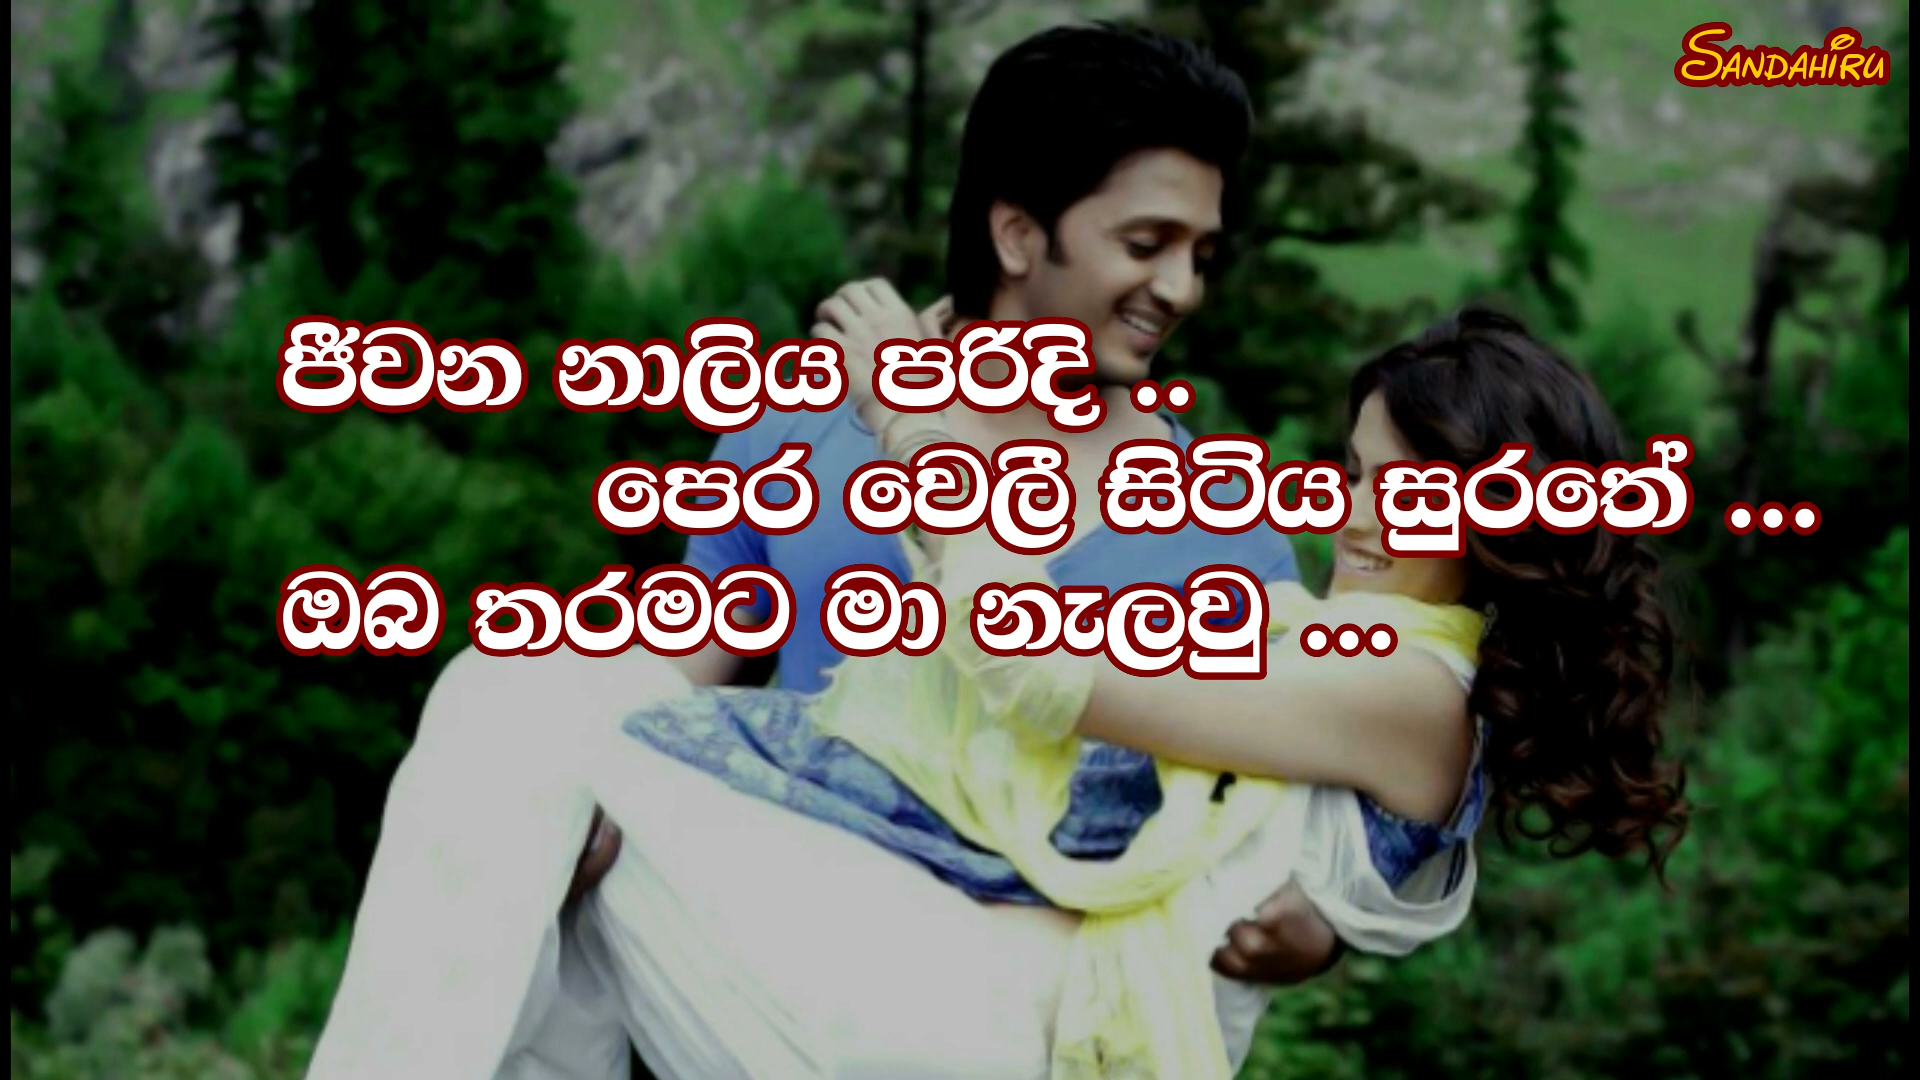 SANDAHIRU
ජීවන නාලිය පරිදි ..
පෙර වෙලී සිටිය සුරතේ ...
ඔබ තරමට මා නැලවු ...